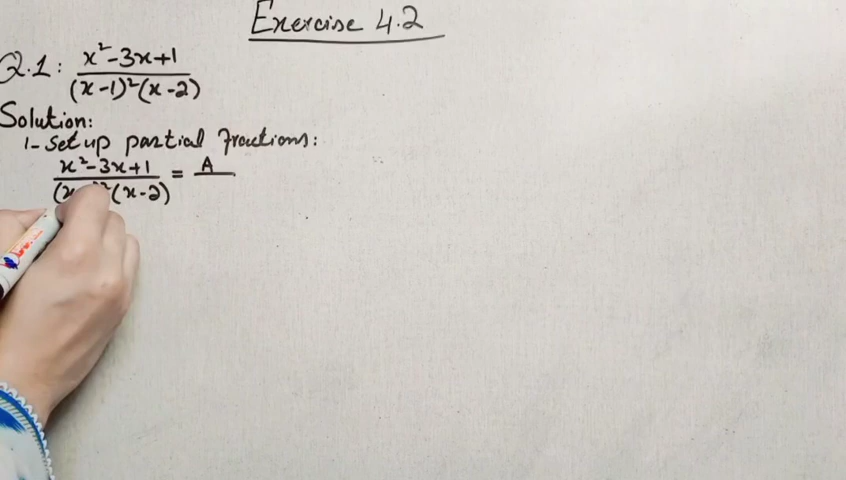 Exercise 4.2
Q.1: x²-3x+1 / (x-1)²(x-2)
Solution:
1- Set up partial fractions:
x²-3x+1 / (x )²(x-2) = A /